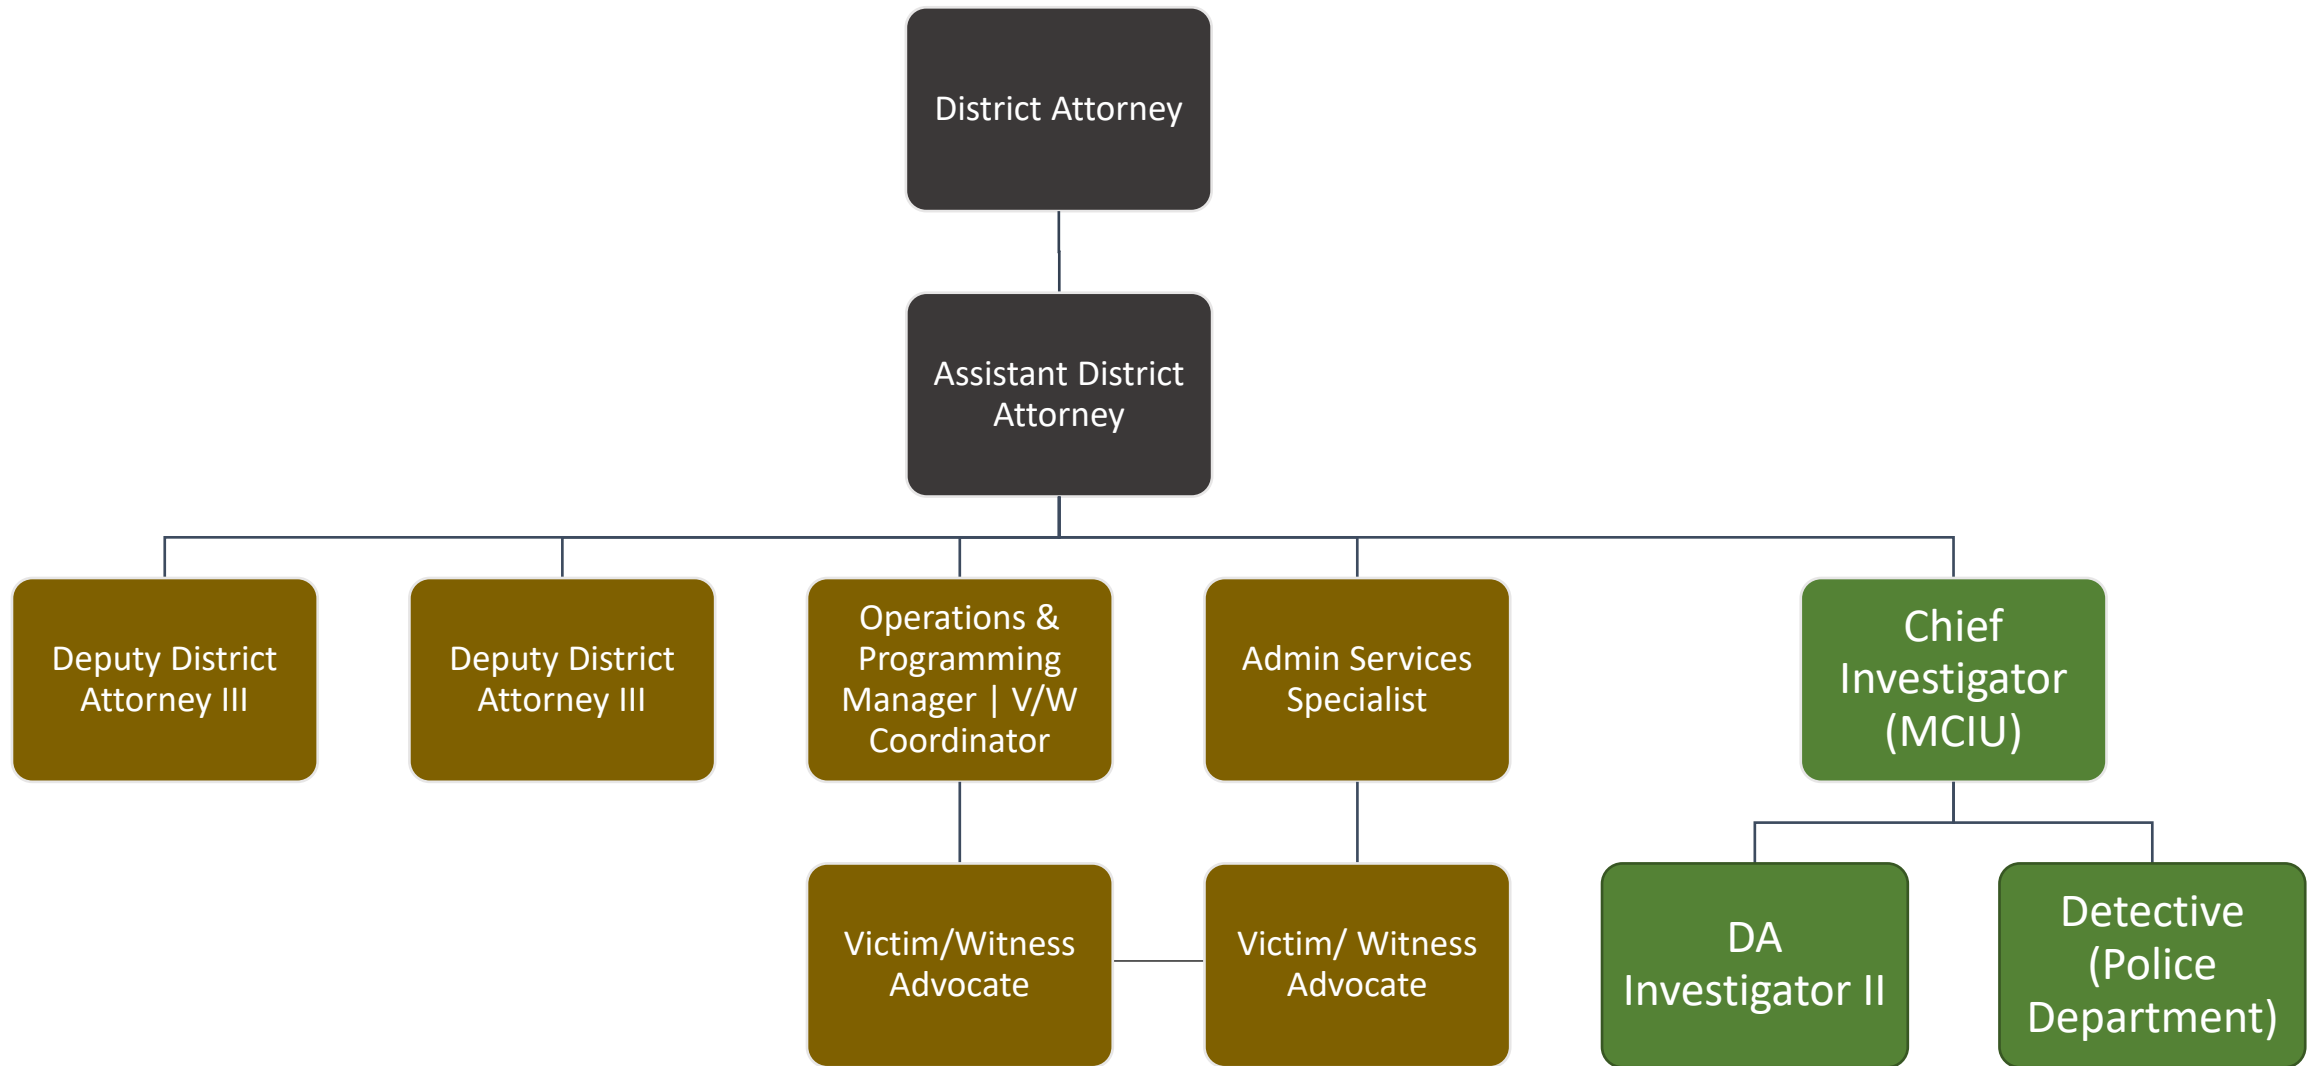 District Attorney
Assistant District
Attorney
Deputy District
Attorney III
Deputy District
Attorney III
Operations &
Programming
Manager | V/W
Coordinator
Admin Services
Specialist
Chief
Investigator
(MCIU)
Victim/Witness
Advocate
Victim/ Witness
Advocate
DA
Investigator II
Detective
(Police
Department)